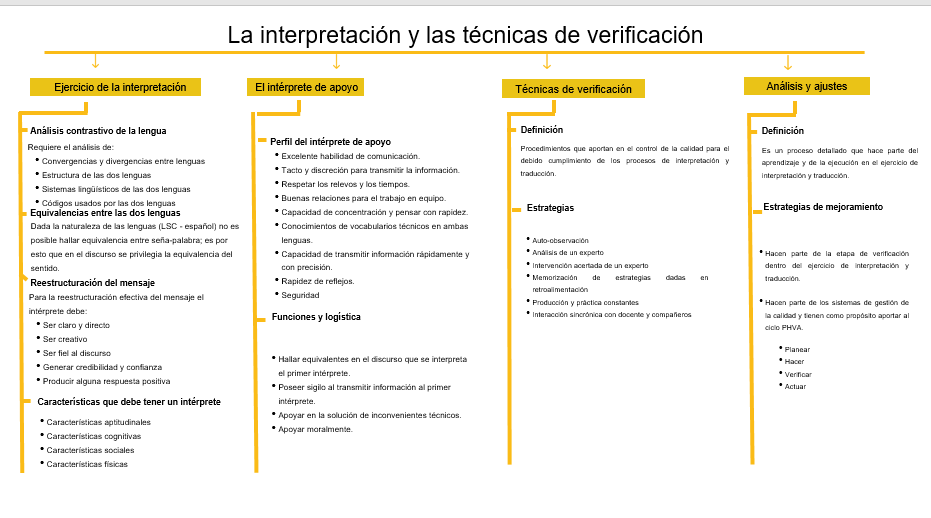 La interpretación y las técnicas de verificación
Ejercicio de la interpretación
Análisis contrastivo de la lengua
Requiere el análisis de:
• Convergencias y divergencias entre lenguas
• Estructura de las dos lenguas
• Sistemas lingüísticos de las dos lenguas
• Códigos usados por las dos lenguas
Equivalencias entre las dos lenguas
Dada la naturaleza de las lenguas (LSC - español) no es
posible hallar equivalencia entre seña-palabra; es por
esto que en el discurso se privilegia la equivalencia del
sentido.
Reestructuración del mensaje
Para la reestructuración efectiva del mensaje el
intérprete debe:
• Ser claro y directo
• Ser creativo
• Ser fiel al discurso
• Generar credibilidad y confianza
• Producir alguna respuesta positiva
Características que debe tener un intérprete
• Características aptitudinales
• Características cognitivas
• Características sociales
• Características físicas
El intérprete de apoyo
Perfil del intérprete de apoyo
• Excelente habilidad de comunicación.
• Tacto y discreción para transmitir la información.
• Respetar los relevos y los tiempos.
• Buenas relaciones para el trabajo en equipo.
• Capacidad de concentración y pensar con rapidez.
• Conocimientos de vocabularios técnicos en ambas
lenguas.
• Capacidad de transmitir información rápidamente y
con precisión.
• Rapidez de reflejos.
• Seguridad
Funciones y logística
• Hallar equivalentes en el discurso que se interpreta
el primer intérprete.
• Poseer sigilo al transmitir información al primer
intérprete.
• Apoyar en la solución de inconvenientes técnicos.
• Apoyar moralmente.
Técnicas de verificación
Definición
Procedimientos que aportan en el control de la calidad para el
debido cumplimiento de los procesos de interpretación y
traducción.
Estrategias
• Auto-observación
• Análisis de un experto
• Intervención acertada de un experto
• Memorización de estrategias dadas en
retroalimentación
• Producción y práctica constantes
• Interacción sincrónica con docente y compañeros
Análisis y ajustes
Definición
Es un proceso detallado que hace parte del
aprendizaje y de la ejecución en el ejercicio de
interpretación y traducción.
Estrategias de mejoramiento
• Hacen parte de la etapa de verificación
dentro del ejercicio de interpretación y
traducción.
• Hacen parte de los sistemas de gestión de
la calidad y tienen como propósito aportar al
ciclo PHVA.
• Planear
• Hacer
• Verificar
• Actuar